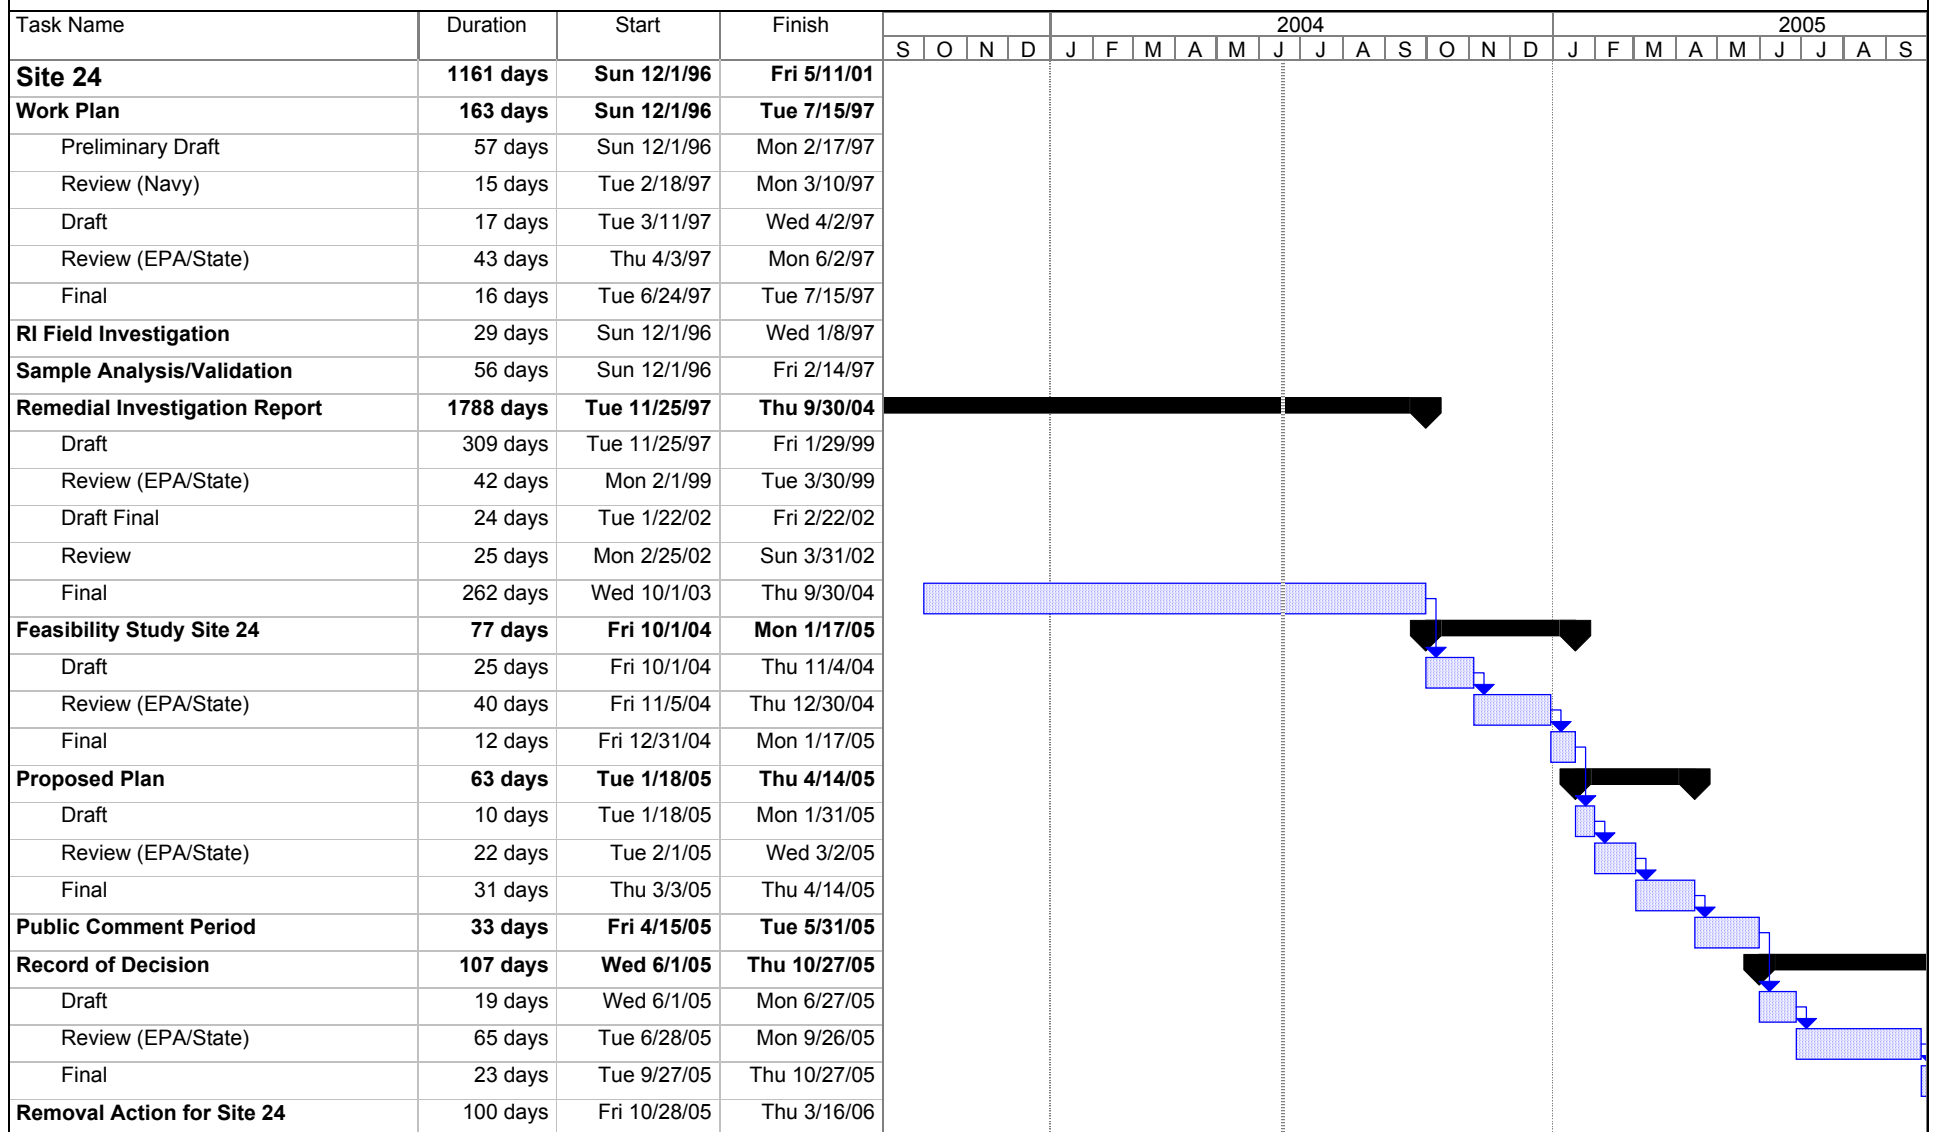 Task Name Duration Start Finish 2004 2005
S O N D J F M A M J J A S O N D J F M A M J J A S
Site 24 1161 days Sun 12/1/96 Fri 5/11/01
Work Plan 163 days Sun 12/1/96 Tue 7/15/97
Preliminary Draft 57 days Sun 12/1/96 Mon 2/17/97
Review (Navy) 15 days Tue 2/18/97 Mon 3/10/97
Draft 17 days Tue 3/11/97 Wed 4/2/97
Review (EPA/State) 43 days Thu 4/3/97 Mon 6/2/97
Final 16 days Tue 6/24/97 Tue 7/15/97
RI Field Investigation 29 days Sun 12/1/96 Wed 1/8/97
Sample Analysis/Validation 56 days Sun 12/1/96 Fri 2/14/97
Remedial Investigation Report 1788 days Tue 11/25/97 Thu 9/30/04
Draft 309 days Tue 11/25/97 Fri 1/29/99
Review (EPA/State) 42 days Mon 2/1/99 Tue 3/30/99
Draft Final 24 days Tue 1/22/02 Fri 2/22/02
Review 25 days Mon 2/25/02 Sun 3/31/02
Final 262 days Wed 10/1/03 Thu 9/30/04
Feasibility Study Site 24 77 days Fri 10/1/04 Mon 1/17/05
Draft 25 days Fri 10/1/04 Thu 11/4/04
Review (EPA/State) 40 days Fri 11/5/04 Thu 12/30/04
Final 12 days Fri 12/31/04 Mon 1/17/05
Proposed Plan 63 days Tue 1/18/05 Thu 4/14/05
Draft 10 days Tue 1/18/05 Mon 1/31/05
Review (EPA/State) 22 days Tue 2/1/05 Wed 3/2/05
Final 31 days Thu 3/3/05 Thu 4/14/05
Public Comment Period 33 days Fri 4/15/05 Tue 5/31/05
Record of Decision 107 days Wed 6/1/05 Thu 10/27/05
Draft 19 days Wed 6/1/05 Mon 6/27/05
Review (EPA/State) 65 days Tue 6/28/05 Mon 9/26/05
Final 23 days Tue 9/27/05 Thu 10/27/05
Removal Action for Site 24 100 days Fri 10/28/05 Thu 3/16/06